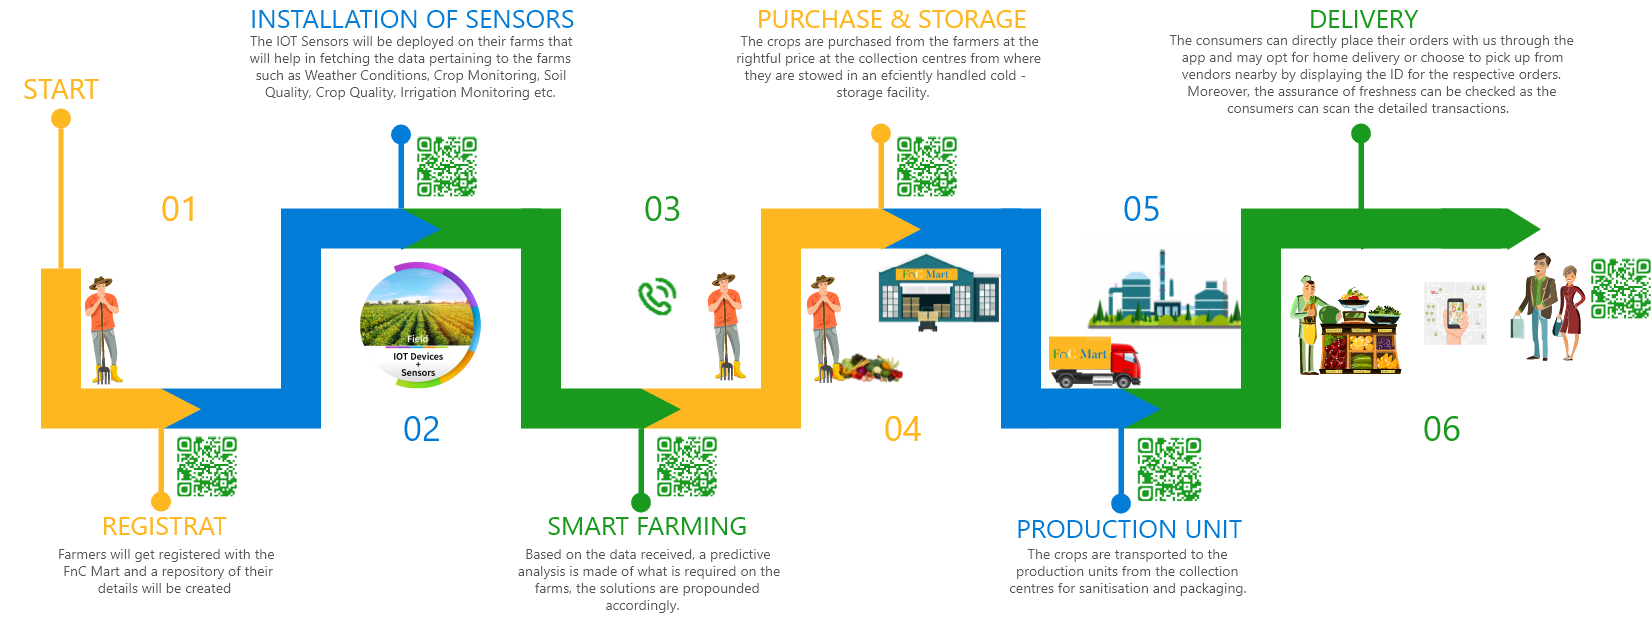 START
01
REGISTRAT
Farmers will get registered with the
FnC Mart and a repository of their
details will be created
INSTALLATION OF SENSORS
The IOT Sensors will be deployed on their farms that
will help in fetching the data pertaining to the farms
such as Weather Conditions, Crop Monitoring, Soil
Quality, Crop Quality, Irrigation Monitoring etc.
Field
IOT Devices
+
Sensors
02
03
SMART FARMING
Based on the data received, a predictive
analysis is made of what is required on the
farms, the solutions are propounded
accordingly.
PURCHASE & STORAGE
The crops are purchased from the farmers at the
rightful price at the collection centres from where
they are stowed in an efciently handled cold -
storage facility.
FnC Mart
04
05
FnC Mart
PRODUCTION UNIT
The crops are transported to the
production units from the collection
centres for sanitisation and packaging.
DELIVERY
The consumers can directly place their orders with us through the
app and may opt for home delivery or choose to pick up from
vendors nearby by displaying the ID for the respective orders.
Moreover, the assurance of freshness can be checked as the
consumers can scan the detailed transactions.
06